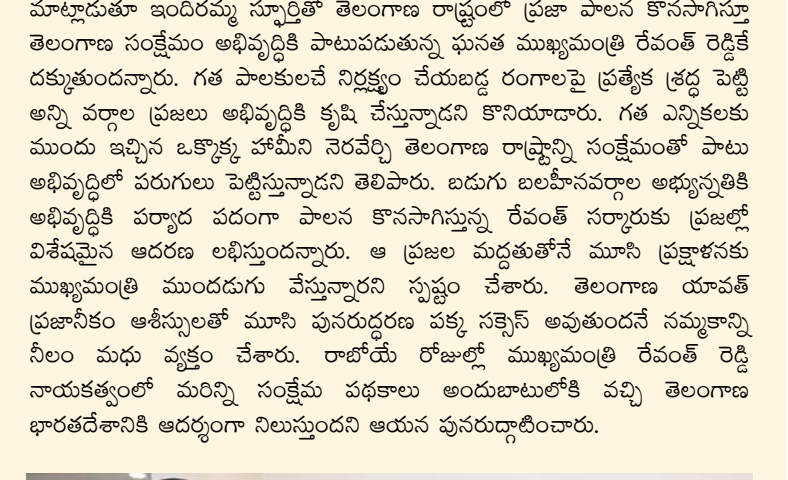 మాట్లాడుతూ ఇందిరమ్మ స్ఫూర్తితో తెలంగాణ రాష్ట్రంలో ప్రజా పాలన కొనసాగిస్తూ
తెలంగాణ సంక్షేమం అభివృద్ధికి పాటుపడుతున్న ఘనత ముఖ్యమంత్రి రేవంత్ రెడ్డికే
దక్కుతుందన్నారు. గత పాలకులచే నిర్లక్ష్యం చేయబడ్డ రంగాలపై ప్రత్యేక శ్రద్ధ పెట్టి
అన్ని వర్గాల ప్రజలు అభివృద్ధికి కృషి చేస్తున్నాడని కొనియాడారు. గత ఎన్నికలకు
ముందు ఇచ్చిన ఒక్కొక్క హామీని నెరవేర్చి తెలంగాణ రాష్ట్రాన్ని సంక్షేమంతో పాటు
అభివృద్ధిలో పరుగులు పెట్టిస్తున్నాడని తెలిపారు. బడుగు బలహీనవర్గాల అభ్యున్నతికి
అభివృద్ధికి పర్యాద పదంగా పాలన కొనసాగిస్తున్న రేవంత్ సర్కారుకు ప్రజల్లో
విశేషమైన ఆదరణ లభిస్తుందన్నారు. ఆ ప్రజల మద్దతుతోనే మూసి ప్రక్షాళనకు
ముఖ్యమంత్రి ముందడుగు వేస్తున్నారని స్పష్టం చేశారు. తెలంగాణ యావత్
ప్రజానీకం ఆశీస్సులతో మూసి పునరుద్ధరణ పక్క సక్సెస్ అవుతుందనే నమ్మకాన్ని
నీలం మధు వ్యక్తం చేశారు. రాబోయే రోజుల్లో ముఖ్యమంత్రి రేవంత్ రెడ్డి
నాయకత్వంలో మరిన్ని సంక్షేమ పథకాలు అందుబాటులోకి వచ్చి తెలంగాణ
భారతదేశానికి ఆదర్శంగా నిలుస్తుందని ఆయన పునరుద్ఘాటించారు.